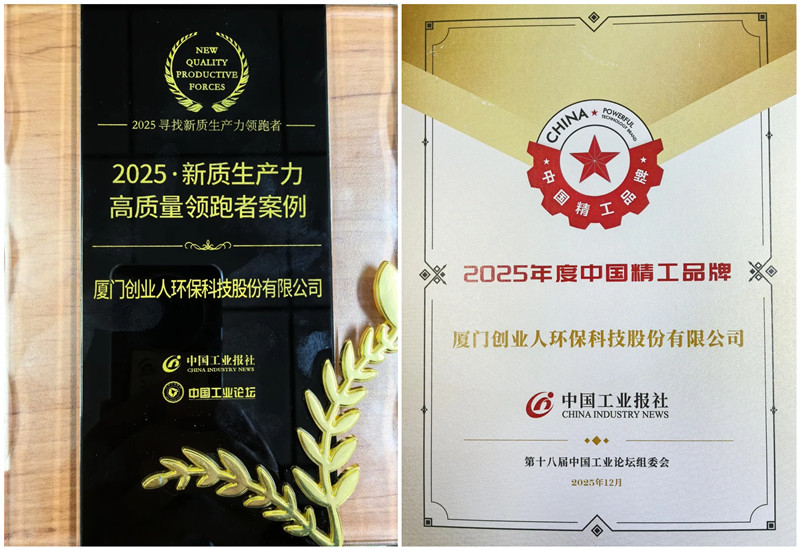 NEW
QUALITY
PRODUCTIVE
FORCES
2025 寻找新质生产力领跑者
2025·新质生产力
高质量领跑者案例
厦门创业人环保科技股份有限公司
中国工业报社
CHINA INDUSTRY NEWS
中国工业论坛
CHINA ★ POWERFUL
TECHNOLOGY BRAND
中国精工品牌
2025年度中国精工品牌
厦门创业人环保科技股份有限公司
中国工业报社
CHINA INDUSTRY NEWS
第十八届中国工业论坛组委会
2025年12月